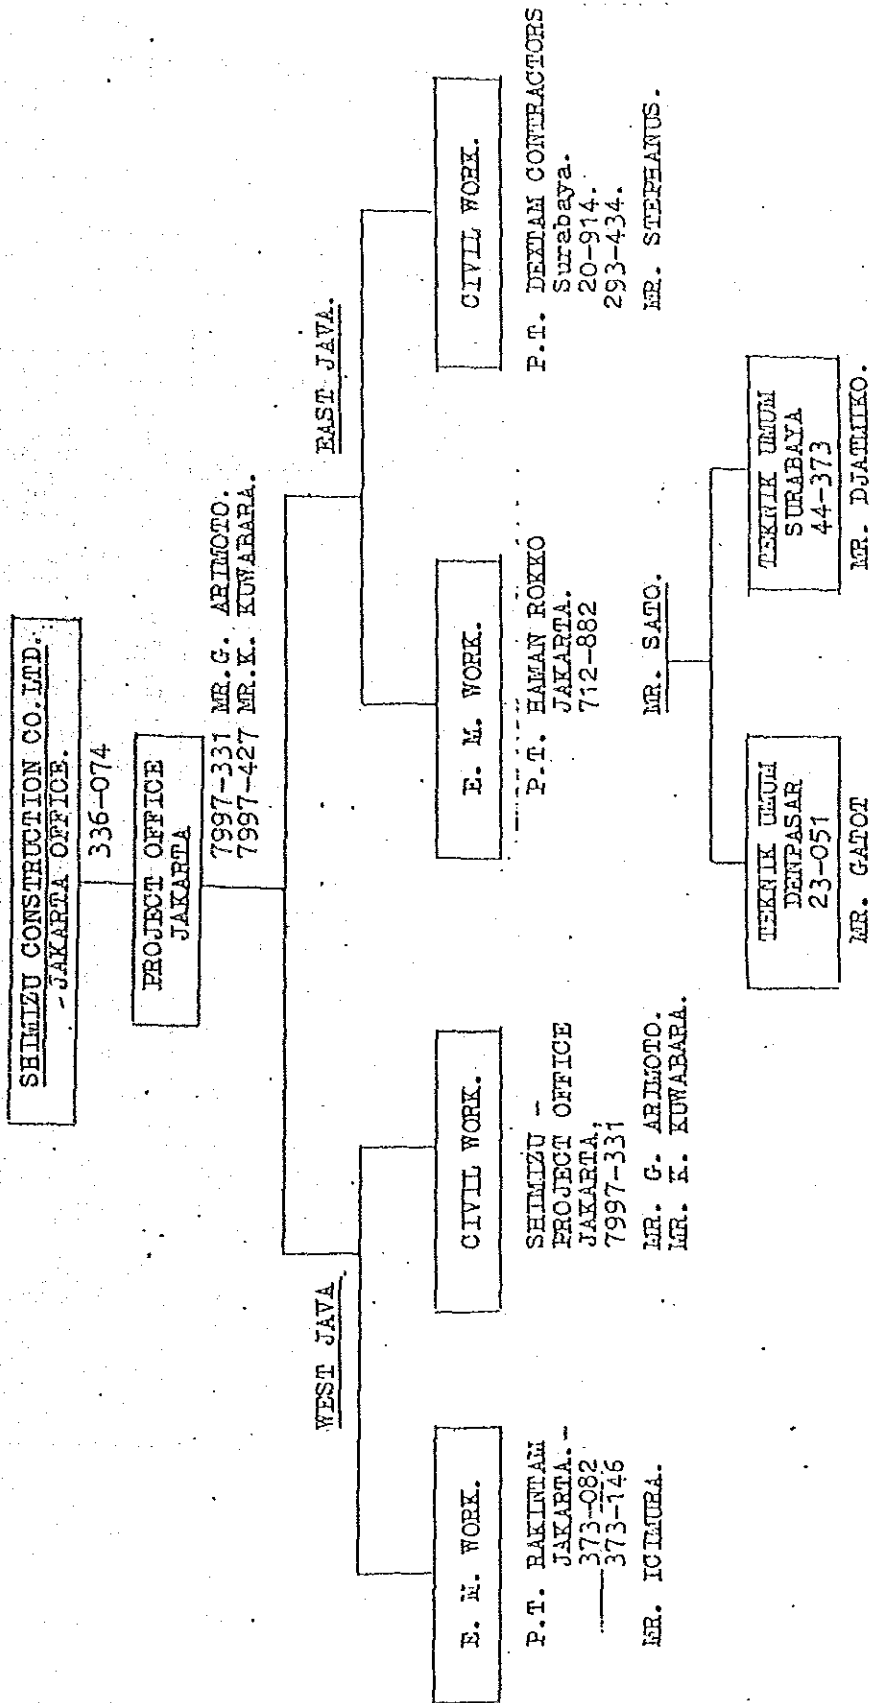 SHIMIZU CONSTRUCTION CO.LTD.
- JAKARTA OFFICE.
336-074
PROJECT OFFICE
JAKARTA
7997-331 MR.G. ARIMOTO.
7997-427 MR.K. KUWABARA.
WEST JAVA
EAST JAVA.
E. M. WORK.
P.T. RAKINTAM
JAKARTA.-
373-082
373-146
MR. ICIMURA.
CIVIL WORK.
SHIMIZU -
PROJECT OFFICE
JAKARTA;
7997-331
MR. G. ARIMOTO.
MR. K. KUWABARA.
E. M. WORK.
P.T. HAMAN ROKKO
JAKARTA.
712-882
MR. SATO.
CIVIL WORK.
P.T. DEXTAM CONTRACTORS
Surabaya.
20-914.
293-434.
MR. STEPHANUS.
TEKNIK UMUM
DENPASAR
23-051
MR. GATOT
TEKNIK UMUM
SURABAYA
44-373
MR. DJATMIKO.